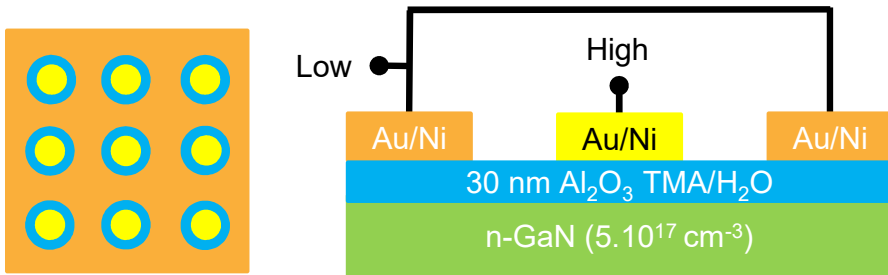 Low
High
Au/Ni
Au/Ni
Au/Ni
30 nm Al₂O₃ TMA/H₂O
n-GaN (5.10¹⁷ cm⁻³)